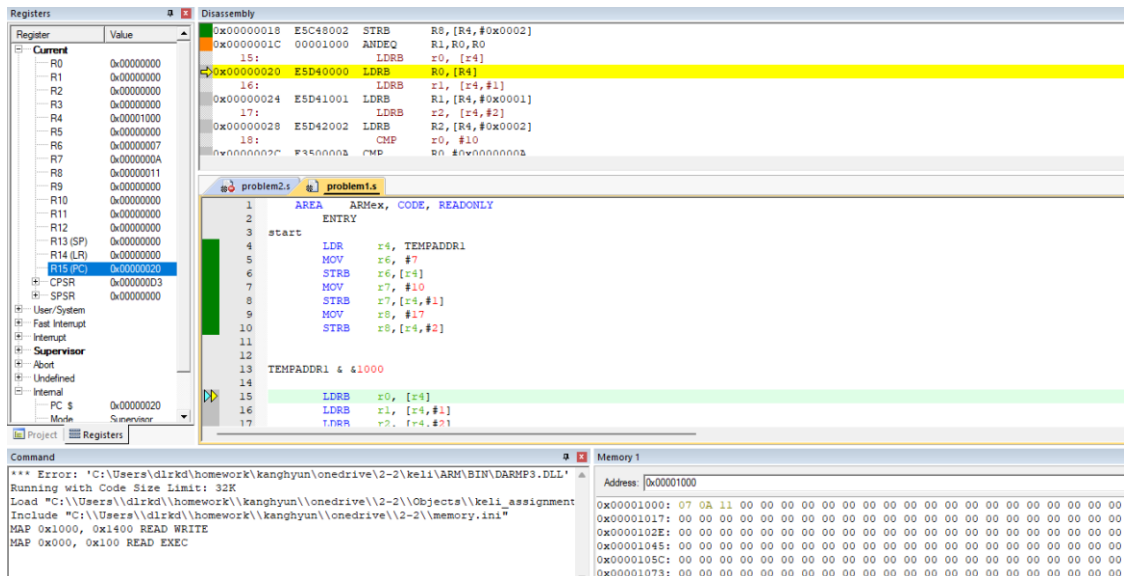 Registers
Register Value
Current
R0 0x00000000
R1 0x00000000
R2 0x00000000
R3 0x00000000
R4 0x00001000
R5 0x00000000
R6 0x00000007
R7 0x0000000A
R8 0x00000011
R9 0x00000000
R10 0x00000000
R11 0x00000000
R12 0x00000000
R13 (SP) 0x00000000
R14 (LR) 0x00000000
R15 (PC) 0x00000020
CPSR 0x000000D3
SPSR 0x00000000
User/System
Fast Interrupt
Interrupt
Supervisor
Abort
Undefined
Internal
PC $ 0x00000020
Mode Supervisor
Project Registers
Disassembly
0x00000018 E5C48002 STRB R8,[R4,#0x0002]
0x0000001C 00001000 ANDEQ R1,R0,R0
15: LDRB r0, [r4]
0x00000020 E5D40000 LDRB R0,[R4]
16: LDRB r1, [r4,#1]
0x00000024 E5D41001 LDRB R1,[R4,#0x0001]
17: LDRB r2, [r4,#2]
0x00000028 E5D42002 LDRB R2,[R4,#0x0002]
18: CMP r0, #10
0x0000002C E350000A CMP R0,#0x0000000A
problem2.s problem1.s
1 AREA ARMex, CODE, READONLY
2 ENTRY
3 start
4 LDR r4, TEMPADDR1
5 MOV r6, #7
6 STRB r6,[r4]
7 MOV r7, #10
8 STRB r7,[r4,#1]
9 MOV r8, #17
10 STRB r8,[r4,#2]
11
12
13 TEMPADDR1 & &1000
14
15 LDRB r0, [r4]
16 LDRB r1, [r4,#1]
17 LDRB r2, [r4,#2]
Command
*** Error: 'C:\Users\dlrkd\homework\kanghyun\onedrive\2-2\keli\ARM\BIN\DARMP3.DLL'
Running with Code Size Limit: 32K
Load "C:\\Users\\dlrkd\\homework\\kanghyun\\onedrive\\2-2\\Objects\\keli_assignment
Include "C:\\Users\\dlrkd\\homework\\kanghyun\\onedrive\\2-2\\memory.ini"
MAP 0x1000, 0x1400 READ WRITE
MAP 0x000, 0x100 READ EXEC
Memory 1
Address: 0x00001000
0x00001000: 07 0A 11 00 00 00 00 00 00 00 00 00 00 00 00 00 00 00 00 00 00 00
0x00001017: 00 00 00 00 00 00 00 00 00 00 00 00 00 00 00 00 00 00 00 00 00 00
0x0000102E: 00 00 00 00 00 00 00 00 00 00 00 00 00 00 00 00 00 00 00 00 00 00
0x00001045: 00 00 00 00 00 00 00 00 00 00 00 00 00 00 00 00 00 00 00 00 00 00
0x0000105C: 00 00 00 00 00 00 00 00 00 00 00 00 00 00 00 00 00 00 00 00 00 00
0x00001073: 00 00 00 00 00 00 00 00 00 00 00 00 00 00 00 00 00 00 00 00 00 00